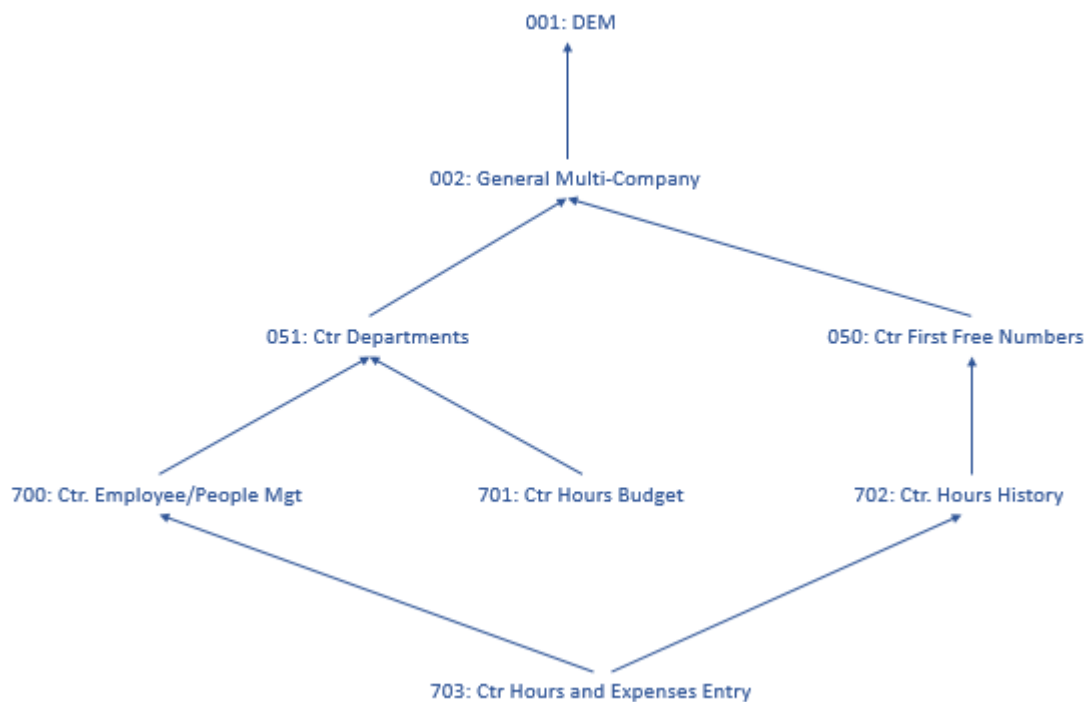 001: DEM
002: General Multi-Company
051: Ctr Departments
050: Ctr First Free Numbers
700: Ctr. Employee/People Mgt
701: Ctr Hours Budget
702: Ctr. Hours History
703: Ctr Hours and Expenses Entry